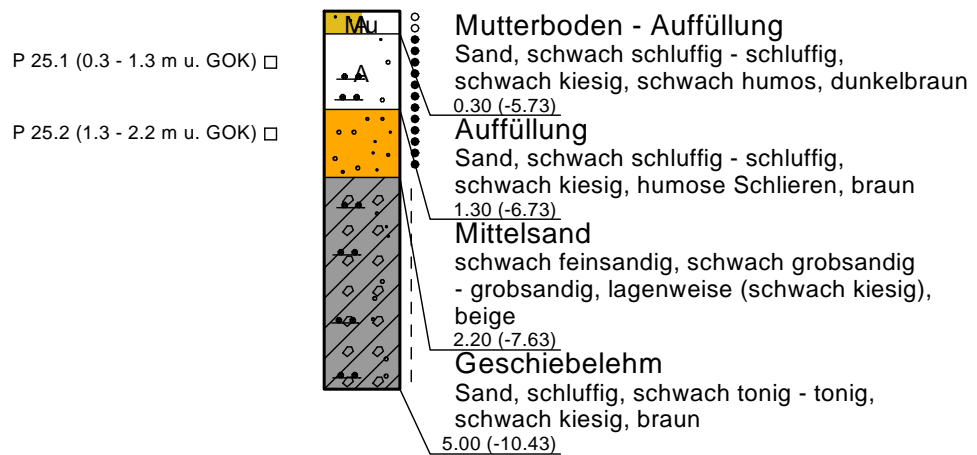 Mu
A
P 25.1 (0.3 - 1.3 m u. GOK)
P 25.2 (1.3 - 2.2 m u. GOK)
Mutterboden - Auffüllung
Sand, schwach schluffig - schluffig,
schwach kiesig, schwach humos, dunkelbraun
0.30 (-5.73)
Auffüllung
Sand, schwach schluffig - schluffig,
schwach kiesig, humose Schlieren, braun
1.30 (-6.73)
Mittelsand
schwach feinsandig, schwach grobsandig
- grobsandig, lagenweise (schwach kiesig),
beige
2.20 (-7.63)
Geschiebelehm
Sand, schluffig, schwach tonig - tonig,
schwach kiesig, braun
5.00 (-10.43)